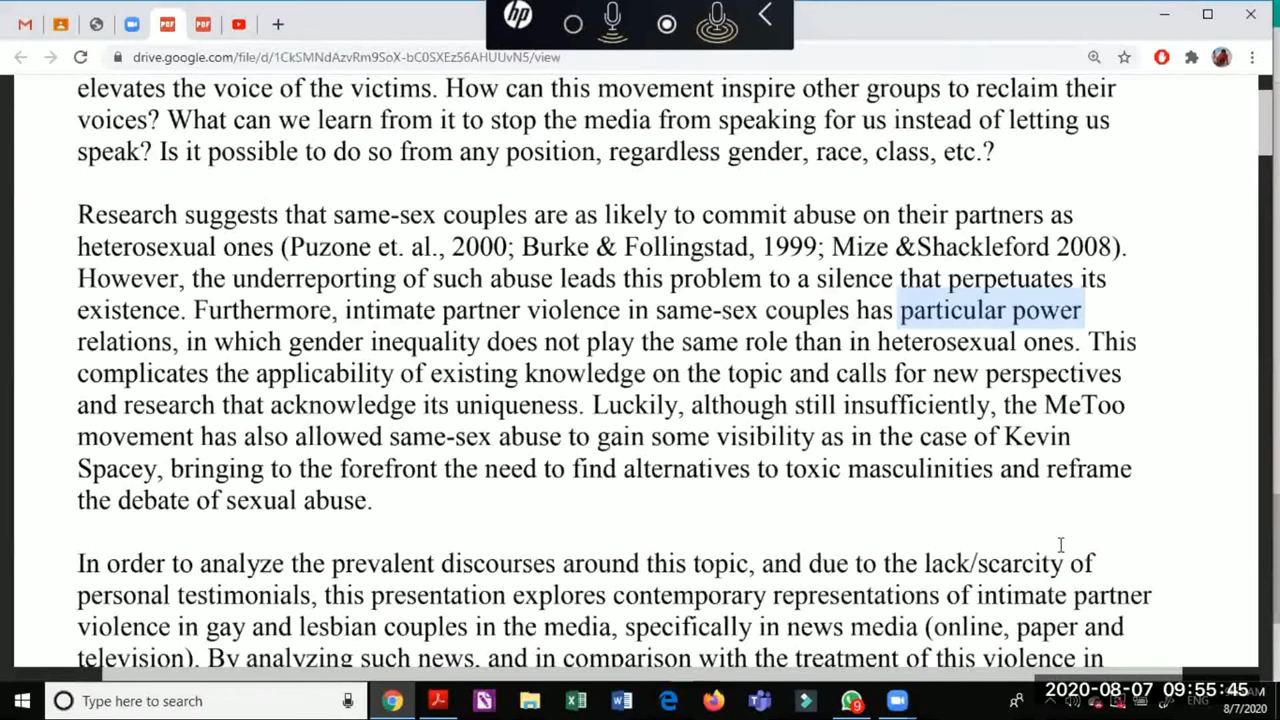 hp
drive.google.com/file/d/1CkSMNdAzvRm9SoX-bC0SXEz56AHUUvN5/view
elevates the voice of the victims. How can this movement inspire other groups to reclaim their
voices? What can we learn from it to stop the media from speaking for us instead of letting us
speak? Is it possible to do so from any position, regardless gender, race, class, etc.?
Research suggests that same-sex couples are as likely to commit abuse on their partners as
heterosexual ones (Puzone et. al., 2000; Burke & Follingstad, 1999; Mize &Shackleford 2008).
However, the underreporting of such abuse leads this problem to a silence that perpetuates its
existence. Furthermore, intimate partner violence in same-sex couples has particular power
relations, in which gender inequality does not play the same role than in heterosexual ones. This
complicates the applicability of existing knowledge on the topic and calls for new perspectives
and research that acknowledge its uniqueness. Luckily, although still insufficiently, the MeToo
movement has also allowed same-sex abuse to gain some visibility as in the case of Kevin
Spacey, bringing to the forefront the need to find alternatives to toxic masculinities and reframe
the debate of sexual abuse.
In order to analyze the prevalent discourses around this topic, and due to the lack/scarcity of
personal testimonials, this presentation explores contemporary representations of intimate partner
violence in gay and lesbian couples in the media, specifically in news media (online, paper and
television). By analyzing such news, and in comparison with the treatment of this violence in
Type here to search
9
2020-08-07 09:55:45
ENG
8/7/2020